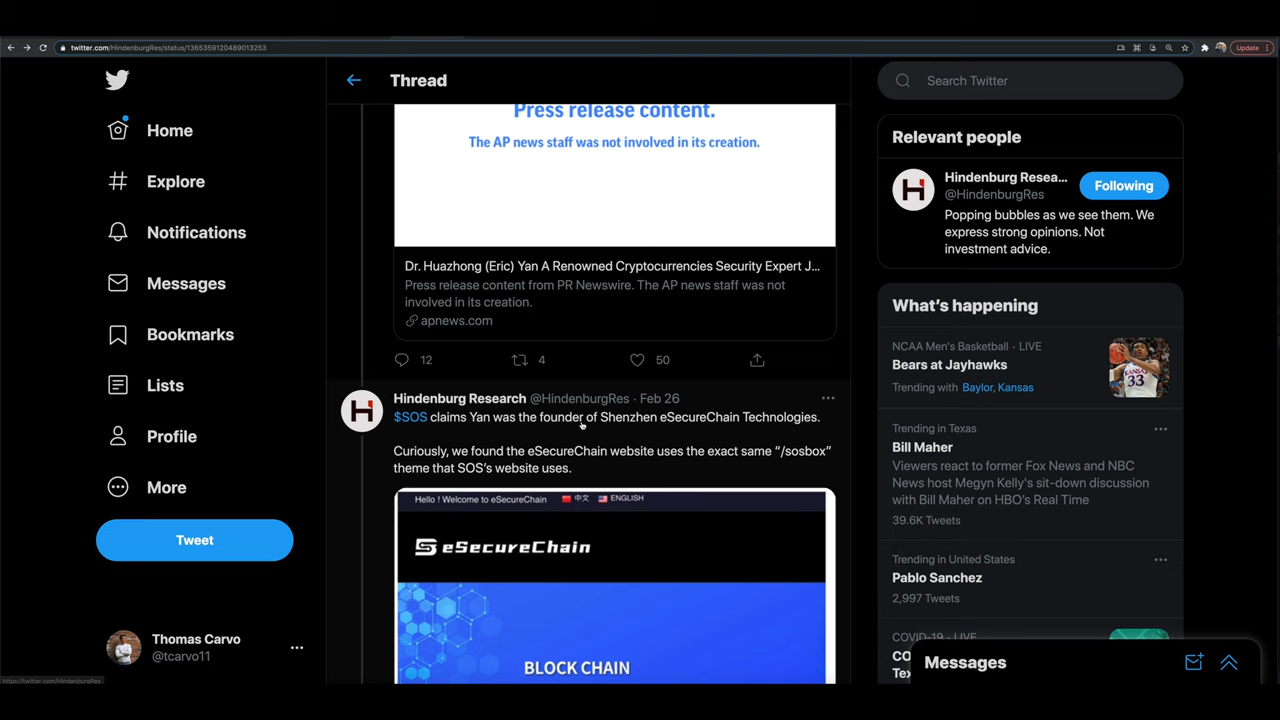 twitter.com/HindenburgRes/status/1365359120489013253
Update
Home
Explore
Notifications
Messages
Bookmarks
Lists
Profile
More
Tweet
Thomas Carvo
@tcarvo11
https://twitter.com/HindenburgRes
Thread
Press release content.
The AP news staff was not involved in its creation.
Dr. Huazhong (Eric) Yan A Renowned Cryptocurrencies Security Expert J...
Press release content from PR Newswire. The AP news staff was not
involved in its creation.
apnews.com
12
4
50
Hindenburg Research @HindenburgRes · Feb 26
$SOS claims Yan was the founder of Shenzhen eSecureChain Technologies.
Curiously, we found the eSecureChain website uses the exact same “/sosbox”
theme that SOS’s website uses.
Hello ! Welcome to eSecureChain 中文 ENGLISH
eSecureChain
BLOCK CHAIN
Search Twitter
Relevant people
Hindenburg Resea...
@HindenburgRes
Following
Popping bubbles as we see them. We
express strong opinions. Not
investment advice.
What’s happening
NCAA Men's Basketball · LIVE
Bears at Jayhawks
Trending with Baylor, Kansas
KANSAS
33
Trending in Texas
Bill Maher
Viewers react to former Fox News and NBC
News host Megyn Kelly's sit-down discussion
with Bill Maher on HBO's Real Time
39.6K Tweets
Trending in United States
Pablo Sanchez
2,997 Tweets
COVID-19 · LIVE
CO
Tex
Messages